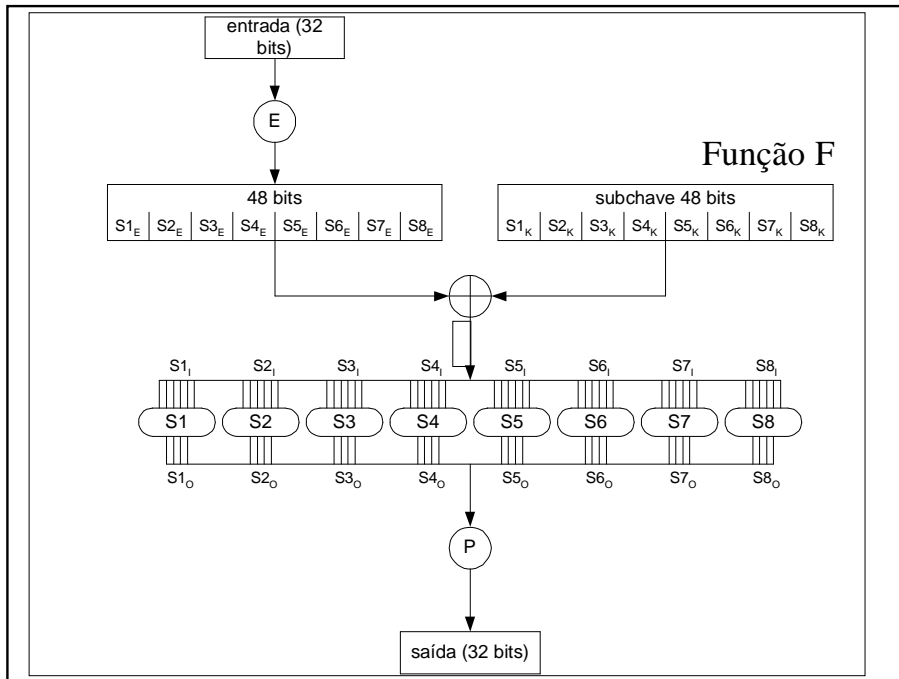 entrada (32
bits)
E
Função F
48 bits
subchave 48 bits
S1E S2E S3E S4E S5E S6E S7E S8E
S1K S2K S3K S4K S5K S6K S7K S8K
S1I S2I S3I S4I S5I S6I S7I S8I
S1 S2 S3 S4 S5 S6 S7 S8
S1O S2O S3O S4O S5O S6O S7O S8O
P
saída (32 bits)